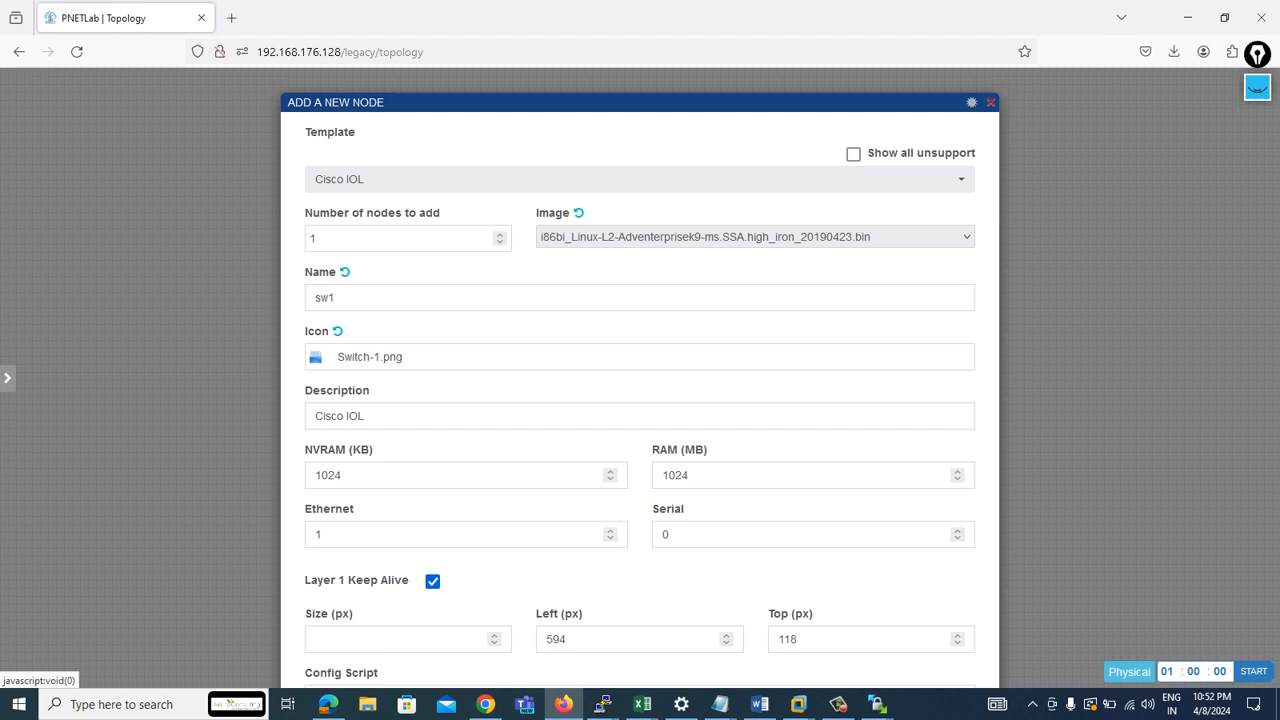 PNETLab | Topology
192.168.176.128/legacy/topology
ADD A NEW NODE
Template
Show all unsupport
Cisco IOL
Number of nodes to add
Image
1
i86bi_Linux-L2-Adventerprisek9-ms.SSA.high_iron_20190423.bin
Name
sw1
Icon
Switch-1.png
Description
Cisco IOL
NVRAM (KB)
RAM (MB)
1024
1024
Ethernet
Serial
1
0
Layer 1 Keep Alive
Size (px)
Left (px)
Top (px)
594
118
Config Script
Physical
01 : 00 : 00
START
javascript:void(0)
Type here to search
ENG
IN
10:52 PM
4/8/2024